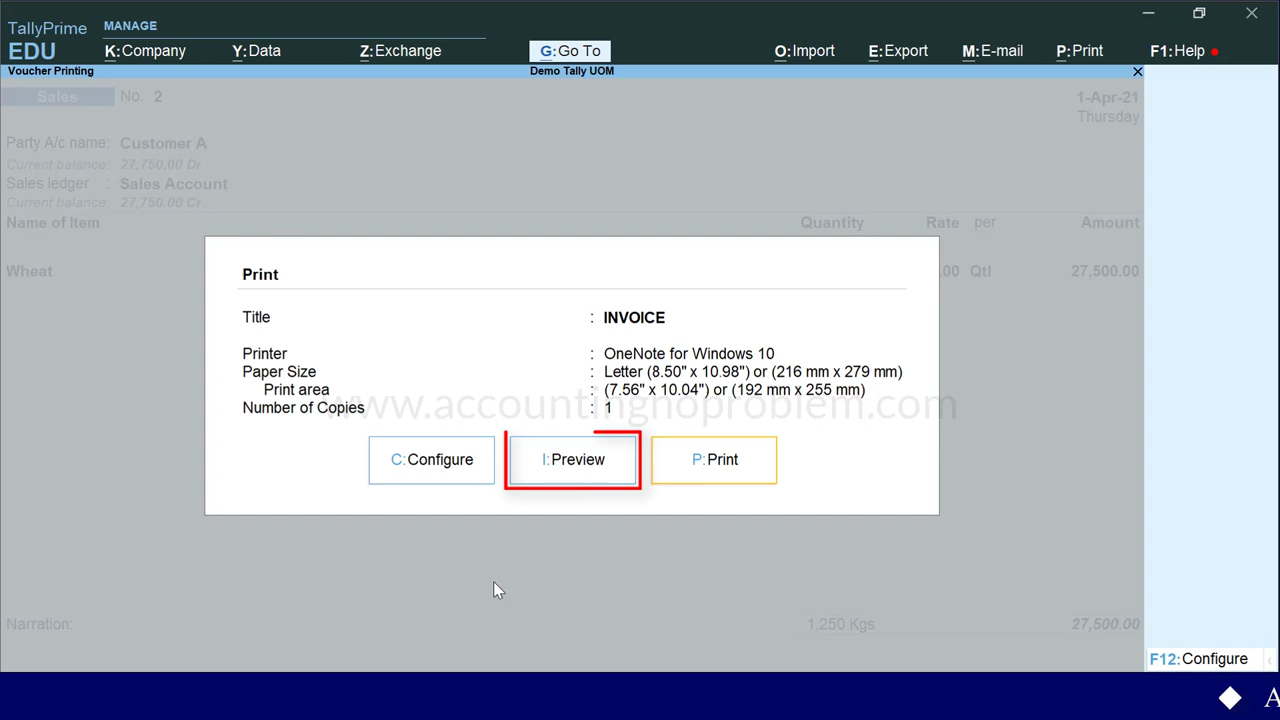 TallyPrime
EDU
MANAGE
K:Company Y:Data Z:Exchange G:Go To O:Import E:Export M:E-mail P:Print F1:Help
Voucher Printing Demo Tally UOM
Sales No. 2 1-Apr-21
Thursday
Party A/c name: Customer A
Current balance: 27,750.00 Dr
Sales ledger : Sales Account
Current balance: 27,750.00 Cr
Name of Item Quantity Rate per Amount
Wheat .00 Qtl 27,500.00
Print
Title : INVOICE
Printer : OneNote for Windows 10
Paper Size : Letter (8.50" x 10.98") or (216 mm x 279 mm)
Print area : (7.56" x 10.04") or (192 mm x 255 mm)
Number of Copies : 1
www.accountingnoproblem.com
C:Configure I:Preview P:Print
Narration: 1,250 Kgs 27,500.00
F12:Configure
A